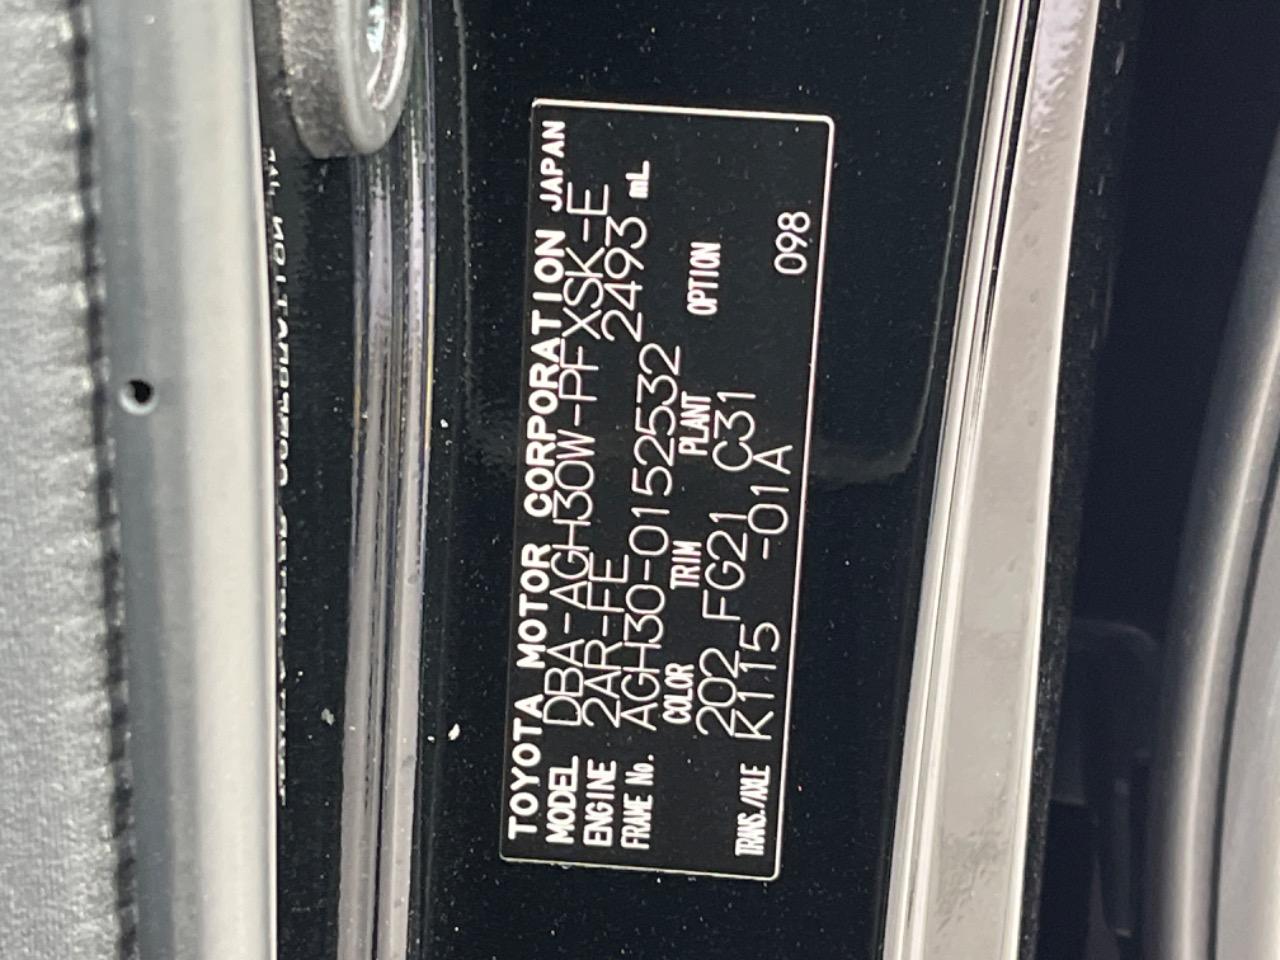 TOYOTA MOTOR CORPORATION JAPAN
MODEL DBA-AGH30W-PFXSK-E
ENGINE 2AR-FE 2493 mL
FRAME No. AGH30-0152532
COLOR TRIM PLANT OPTION
202 FG21 C31
TRANS./AXLE K115 -01A 098